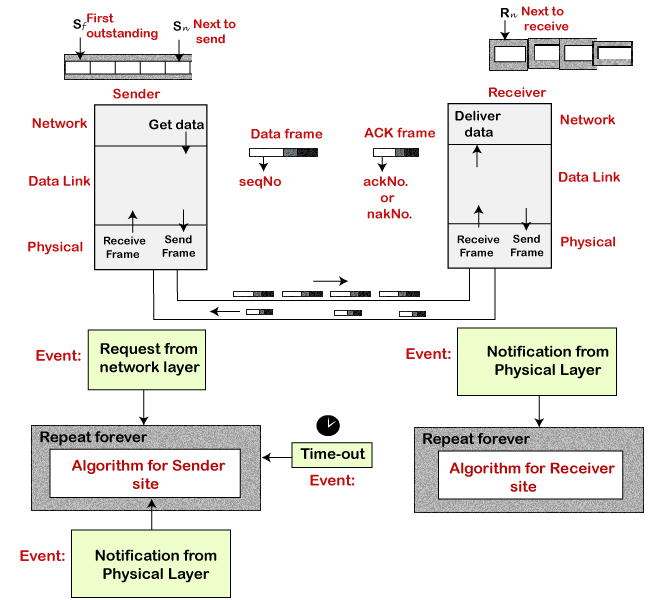 Sf First
outstanding
Sn Next to
send
Rn Next to
receive
Sender
Receiver
Network
Get data
Data frame
ACK frame
Deliver
data
Network
seqNo
ackNo.
or
nakNo.
Data Link
Data Link
Physical
Receive
Frame
Send
Frame
Receive
Frame
Send
Frame
Physical
Event:
Request from
network layer
Event:
Notification from
Physical Layer
Repeat forever
Algorithm for Sender
site
Time-out
Event:
Repeat forever
Algorithm for Receiver
site
Event:
Notification from
Physical Layer